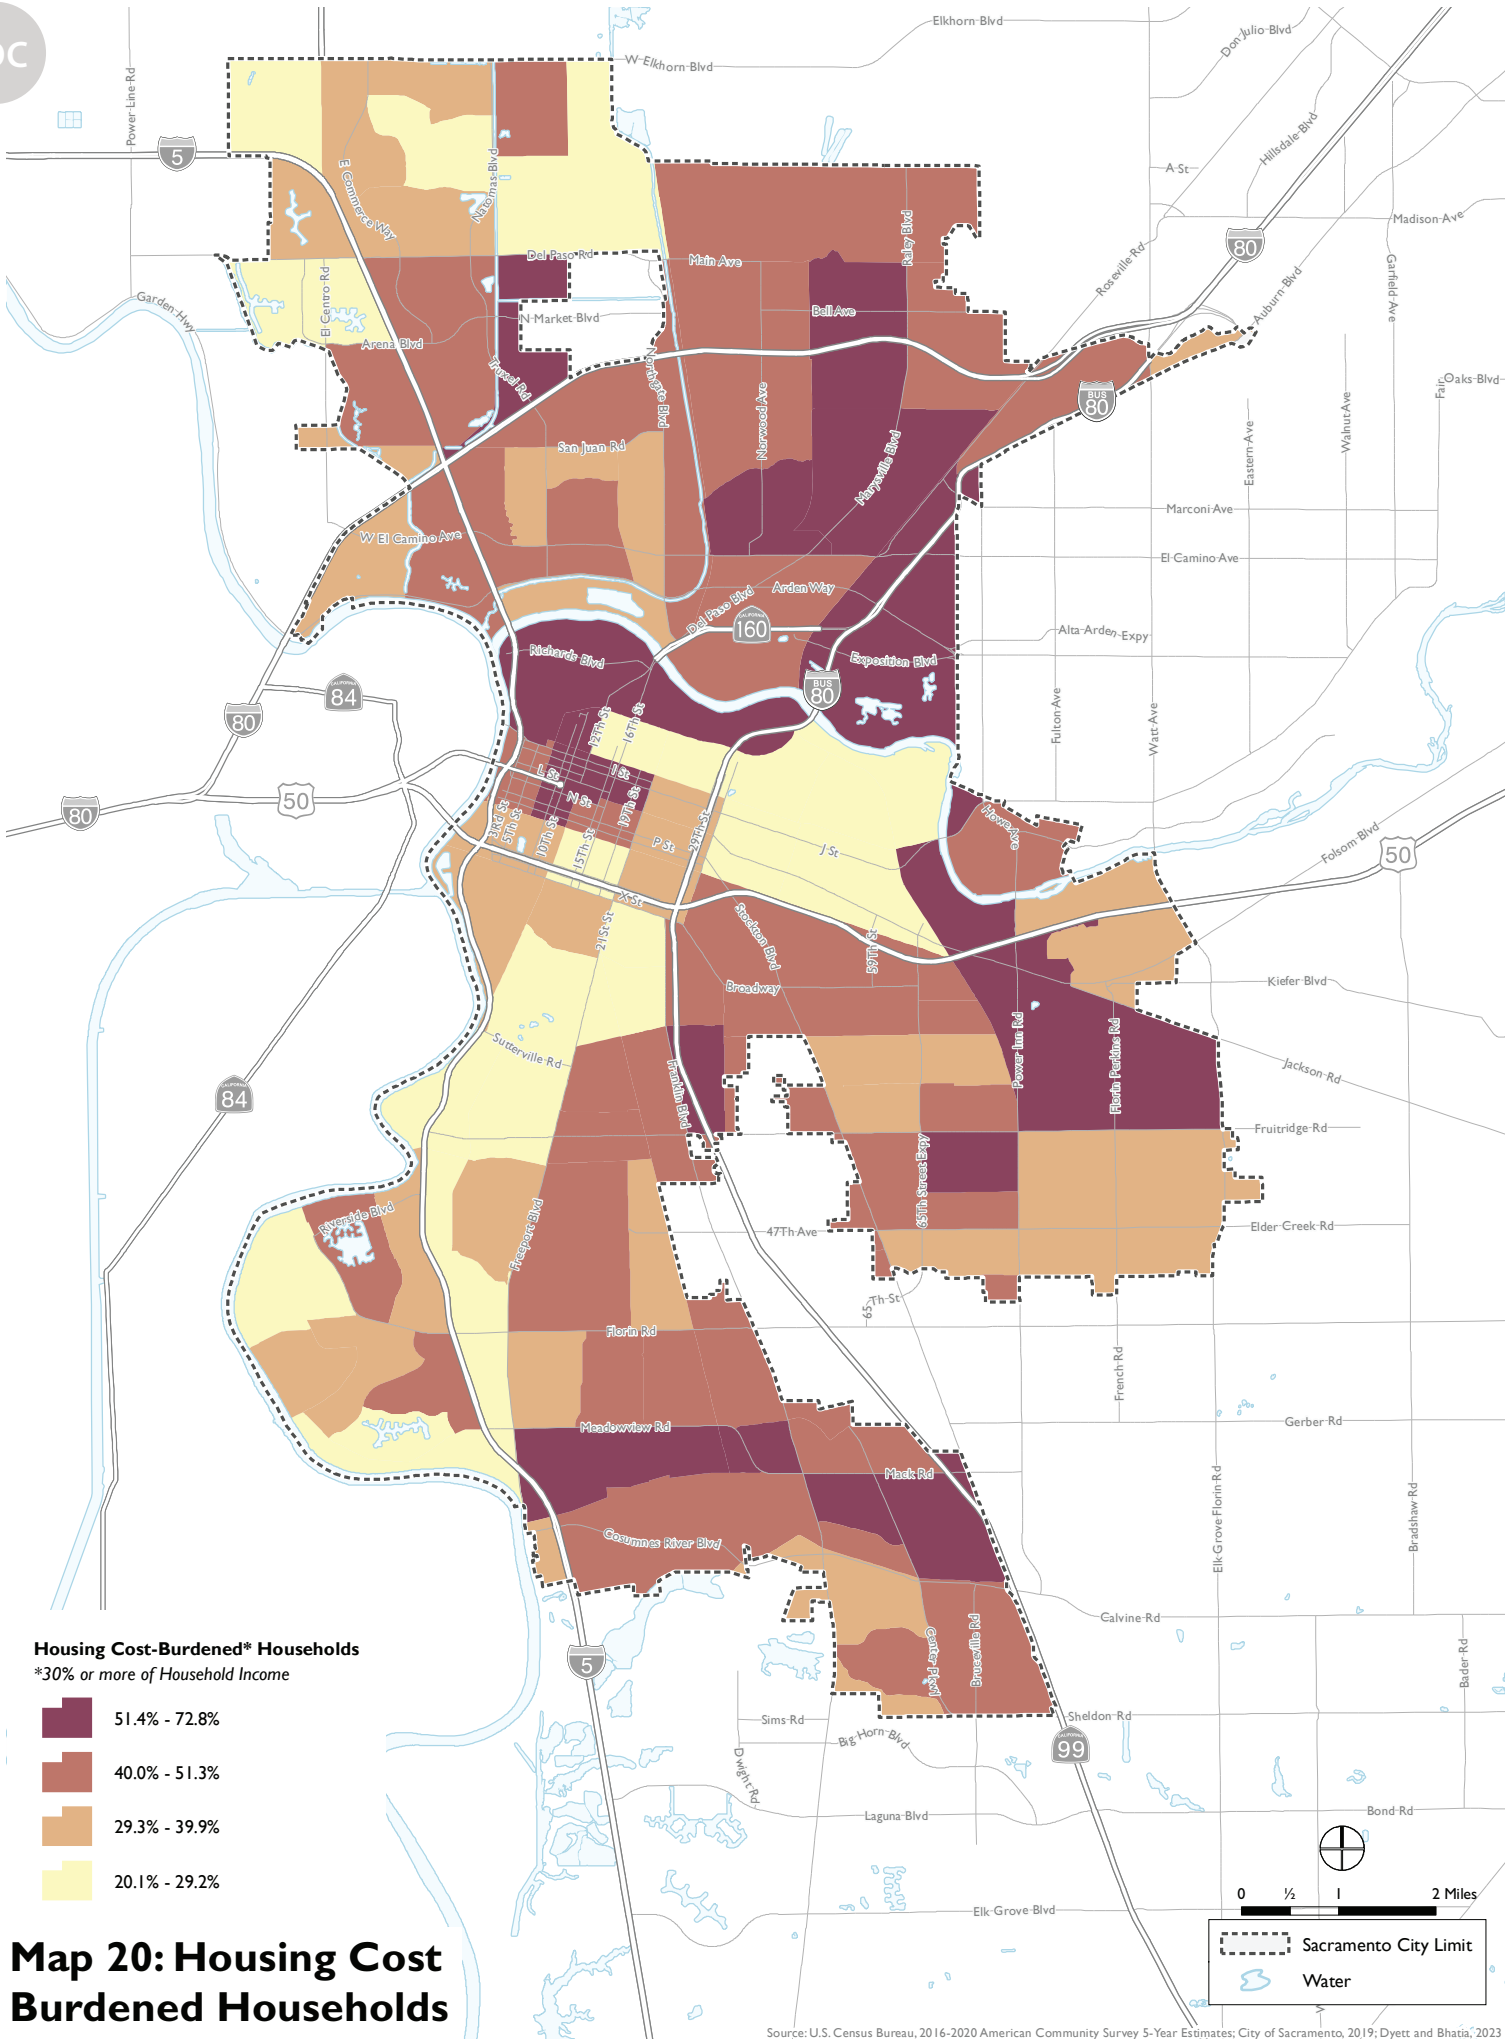 DC
Elkhorn Blvd
Don Julio Blvd
W Elkhorn Blvd
Power Line Rd
5
Hillsdale Blvd
A St
E Commerce Way
Natomas Blvd
Madison Ave
Raley Blvd
80
Roseville Rd
Del Paso Rd
Main Ave
Garfield Ave
Auburn Blvd
El Centro Rd
Garden Hwy
N Market Blvd
Bell Ave
Arena Blvd
Truxel Rd
Northgate Blvd
Norwood Ave
BUS
80
Fair Oaks Blvd
Walnut Ave
Eastern Ave
San Juan Rd
Marysville Blvd
Marconi Ave
W El Camino Ave
El Camino Ave
Arden Way
Del Paso Blvd
CALIFORNIA
160
Alta Arden Expy
Richards Blvd
Exposition Blvd
CALIFORNIA
84
BUS
80
80
Fulton Ave
Watt Ave
12Th St
16Th St
L St
I St
50
80
N St
3Rd St
5Th St
10Th St
15Th St
19Th St
P St
29Th St
J St
Howe Ave
Folsom Blvd
50
X St
21St St
Stockton Blvd
59Th St
Broadway
Kiefer Blvd
Sutterville Rd
Power Inn Rd
Florin Perkins Rd
Jackson Rd
Franklin Blvd
CALIFORNIA
84
Fruitridge Rd
65Th Street Expy
Riverside Blvd
Freeport Blvd
47Th Ave
Elder Creek Rd
65Th St
Florin Rd
French Rd
Meadowview Rd
Gerber Rd
Mack Rd
Elk Grove Florin Rd
Bradshaw Rd
Cosumnes River Blvd
Calvine Rd
Center Pkwy
Bruceville Rd
Bader Rd
5
Sims Rd
Sheldon Rd
Big Horn Blvd
CALIFORNIA
99
Dwight Rd
Laguna Blvd
Bond Rd
Elk Grove Blvd
Housing Cost-Burdened* Households
*30% or more of Household Income
51.4% - 72.8%
40.0% - 51.3%
29.3% - 39.9%
20.1% - 29.2%
0 ½ 1 2 Miles
Sacramento City Limit
Water
Map 20: Housing Cost
Burdened Households
Source: U.S. Census Bureau, 2016-2020 American Community Survey 5-Year Estimates; City of Sacramento, 2019; Dyett and Bhatia, 2023